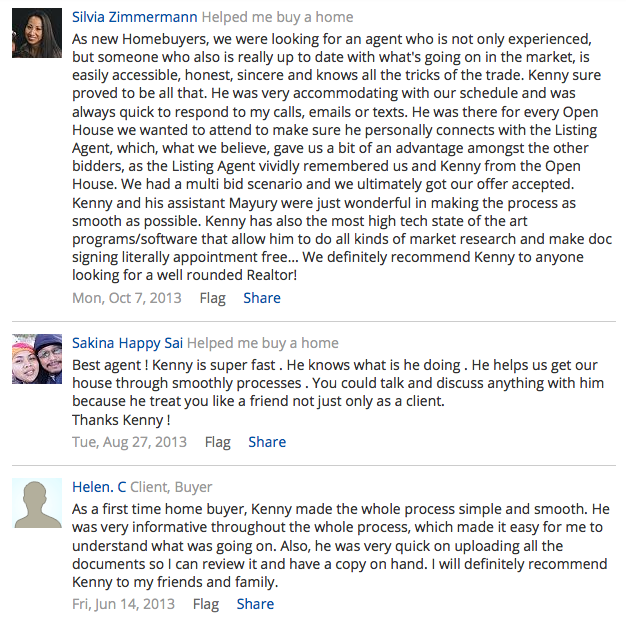 Silvia Zimmermann Helped me buy a home
As new Homebuyers, we were looking for an agent who is not only experienced,
but someone who also is really up to date with what's going on in the market, is
easily accessible, honest, sincere and knows all the tricks of the trade. Kenny sure
proved to be all that. He was very accommodating with our schedule and was
always quick to respond to my calls, emails or texts. He was there for every Open
House we wanted to attend to make sure he personally connects with the Listing
Agent, which, what we believe, gave us a bit of an advantage amongst the other
bidders, as the Listing Agent vividly remembered us and Kenny from the Open
House. We had a multi bid scenario and we ultimately got our offer accepted.
Kenny and his assistant Mayury were just wonderful in making the process as
smooth as possible. Kenny has also the most high tech state of the art
programs/software that allow him to do all kinds of market research and make doc
signing literally appointment free... We definitely recommend Kenny to anyone
looking for a well rounded Realtor!
Mon, Oct 7, 2013 Flag Share
Sakina Happy Sai Helped me buy a home
Best agent ! Kenny is super fast . He knows what is he doing . He helps us get our
house through smoothly processes . You could talk and discuss anything with him
because he treat you like a friend not just only as a client.
Thanks Kenny !
Tue, Aug 27, 2013 Flag Share
Helen. C Client, Buyer
As a first time home buyer, Kenny made the whole process simple and smooth. He
was very informative throughout the whole process, which made it easy for me to
understand what was going on. Also, he was very quick on uploading all the
documents so I can review it and have a copy on hand. I will definitely recommend
Kenny to my friends and family.
Fri, Jun 14, 2013 Flag Share